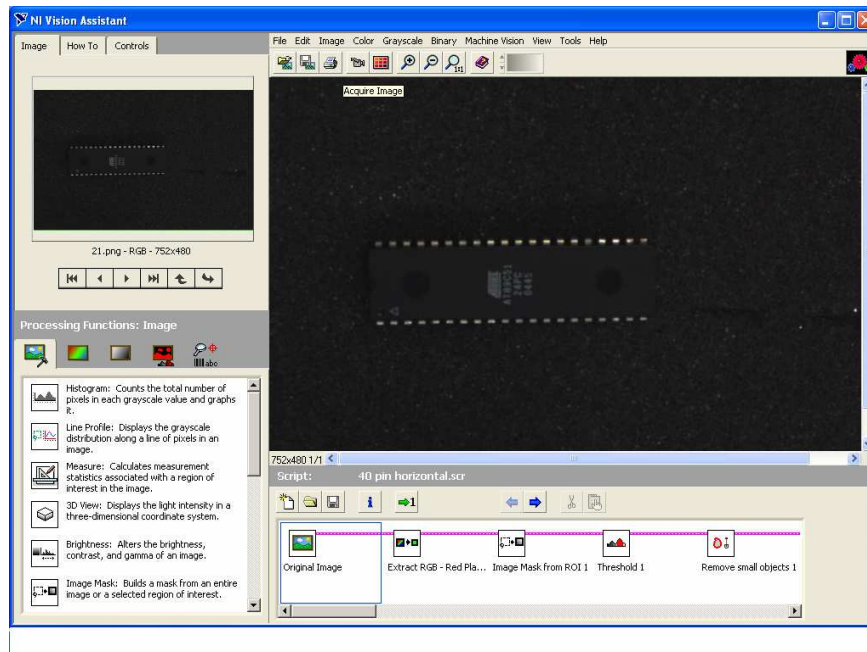 NI Vision Assistant
Image How To Controls
File Edit Image Color Grayscale Binary Machine Vision View Tools Help
1x1
Acquire Image
21.png - RGB - 752x480
Processing Functions: Image
abc
Histogram: Counts the total number of
pixels in each grayscale value and graphs
it.
Line Profile: Displays the grayscale
distribution along a line of pixels in an
image.
Measure: Calculates measurement
statistics associated with a region of
interest in the image.
3D View: Displays the light intensity in a
three-dimensional coordinate system.
Brightness: Alters the brightness,
contrast, and gamma of an image.
Image Mask: Builds a mask from an entire
image or a selected region of interest.
AT89C51
24PC
0445
752x480 1/1
Script: 40 pin horizontal.scr
1
Original Image
Extract RGB - Red Pla...
Image Mask from ROI 1
Threshold 1
Remove small objects 1